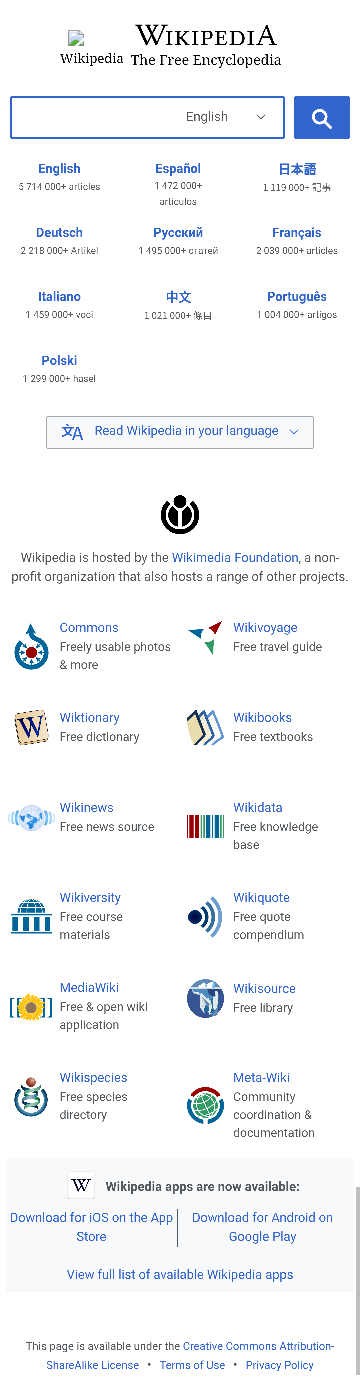 Wikipedia WIKIPEDIA
The Free Encyclopedia
English
English Español 日本語
5 714 000+ articles 1 472 000+ artículos 1 119 000+ 記事
Deutsch Русский Français
2 218 000+ Artikel 1 495 000+ статей 2 039 000+ articles
Italiano 中文 Português
1 459 000+ voci 1 021 000+ 條目 1 004 000+ artigos
Polski
1 299 000+ haseł
文A Read Wikipedia in your language
Wikipedia is hosted by the Wikimedia Foundation, a non-
profit organization that also hosts a range of other projects.
Commons
Freely usable photos
& more
Wikivoyage
Free travel guide
W Wiktionary
Free dictionary
Wikibooks
Free textbooks
Wikinews
Free news source
Wikidata
Free knowledge
base
Wikiversity
Free course
materials
Wikiquote
Free quote
compendium
MediaWiki
Free & open wiki
application
Wikisource
Free library
Wikispecies
Free species
directory
Meta-Wiki
Community
coordination &
documentation
W Wikipedia apps are now available:
Download for iOS on the App
Store
Download for Android on
Google Play
View full list of available Wikipedia apps
This page is available under the Creative Commons Attribution-
ShareAlike License • Terms of Use • Privacy Policy